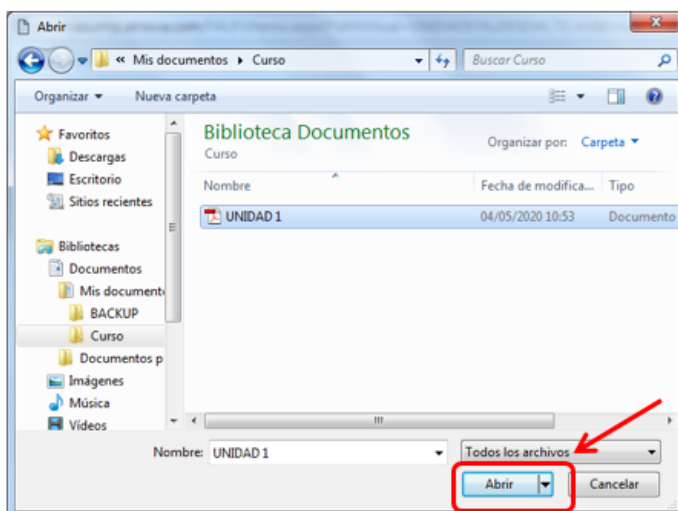 Abrir
« Mis documentos ▸ Curso
Buscar Curso
Organizar
Nueva carpeta
Favoritos
Descargas
Escritorio
Sitios recientes
Bibliotecas
Documentos
Mis document
BACKUP
Curso
Documentos p
Imágenes
Música
Vídeos
Biblioteca Documentos
Curso
Organizar por: Carpeta
Nombre Fecha de modifica... Tipo
UNIDAD 1 04/05/2020 10:53 Documento
Nombre: UNIDAD 1
Todos los archivos
Abrir Cancelar